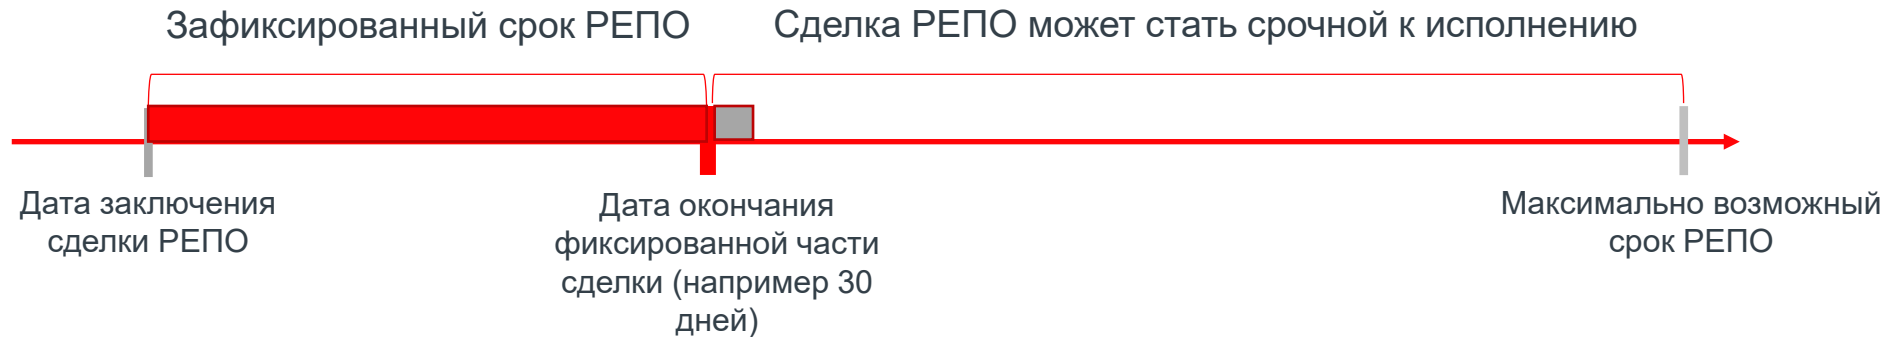 Зафиксированный срок РЕПО
Сделка РЕПО может стать срочной к исполнению
Дата заключения
сделки РЕПО
Дата окончания
фиксированной части
сделки (например 30
дней)
Максимально возможный
срок РЕПО